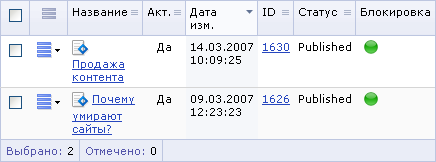 Название Акт. Дата изм. ID Статус Блокировка
Продажа контента Да 14.03.2007 10:09:25 1630 Published
Почему умирают сайты? Да 09.03.2007 12:23:23 1626 Published
Выбрано: 2 Отмечено: 0